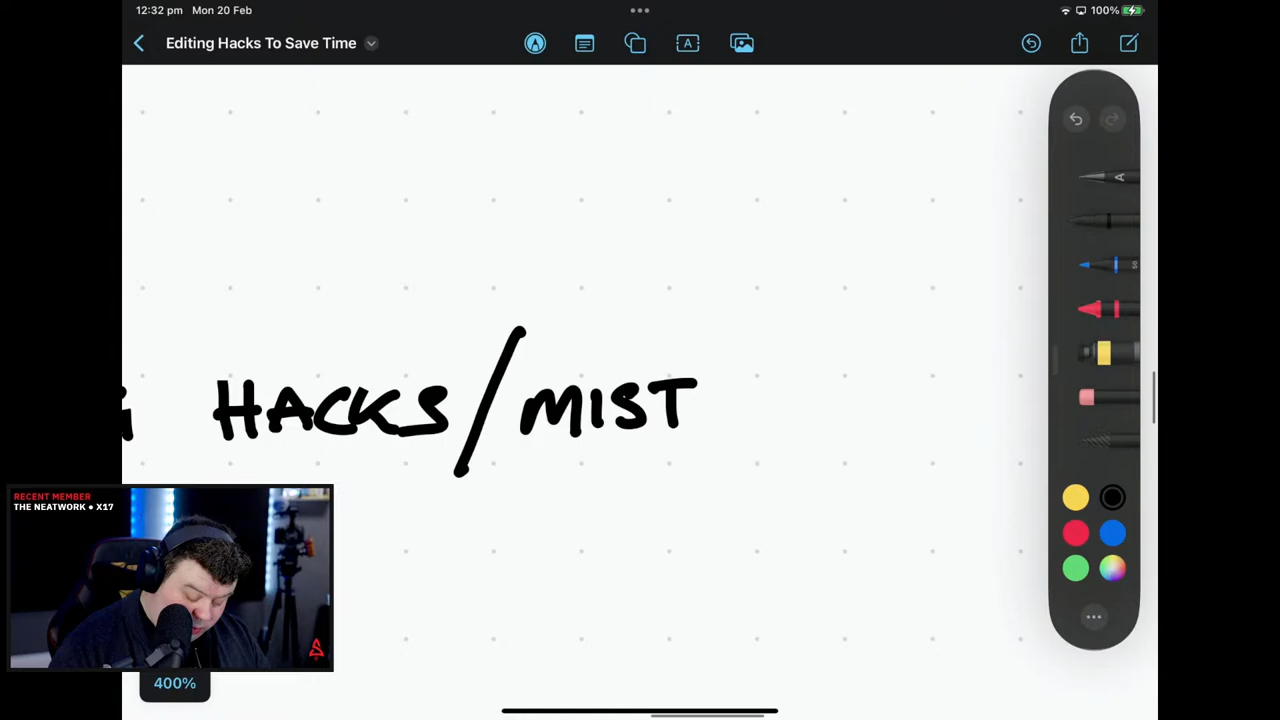 12:32 pm Mon 20 Feb
100%
Editing Hacks To Save Time
A
A
50
HACKS/MIST
RECENT MEMBER
THE NEATWORK ● X17
400%